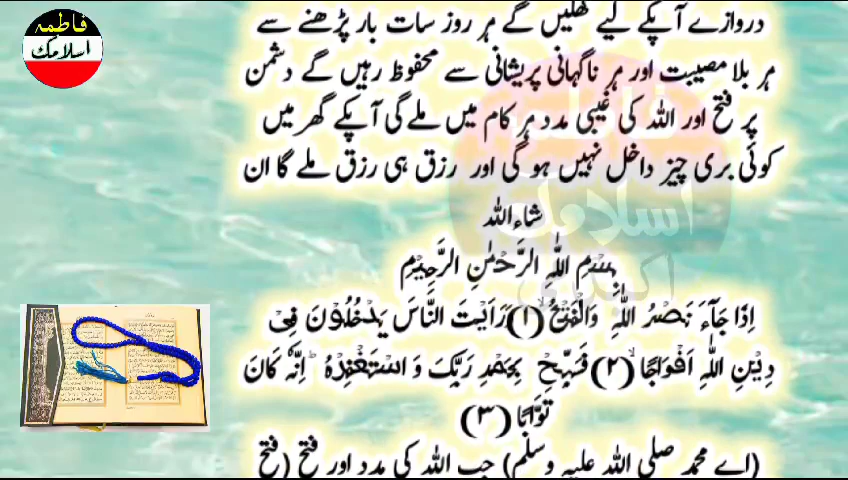 فاطمہ
اسلامک
دروازے آپکے لیے کھلیں گے ہر روز سات بار پڑھنے سے
ہر بلا مصیبت اور ہر ناگہانی پریشانی سے محفوظ رہیں گے دشمن
پر فتح اور اللہ کی غیبی مدد ہر کام میں ملے گی آپکے گھر میں
کوئی بری چیز داخل نہیں ہو گی اور رزق ہی رزق ملے گا ان
شاء اللہ
بِسْمِ اللّٰہِ الرَّحْمٰنِ الرَّحِیْمِ
اِذَا جَآءَ نَصْرُ اللّٰہِ وَالْفَتْحُ ۙ(۱) رَاَیْتَ النَّاسَ یَدْخُلُوْنَ فِیْ
دِیْنِ اللّٰہِ اَفْوَاجًا ۙ(۲) فَسَبِّحْ بِحَمْدِ رَبِّکَ وَ اسْتَغْفِرْہُ ؕ اِنَّہٗ کَانَ
تَوَّابًا (۳)
(اے محمد صلی اللہ علیہ وسلم) جب اللہ کی مدد اور فتح (فتح